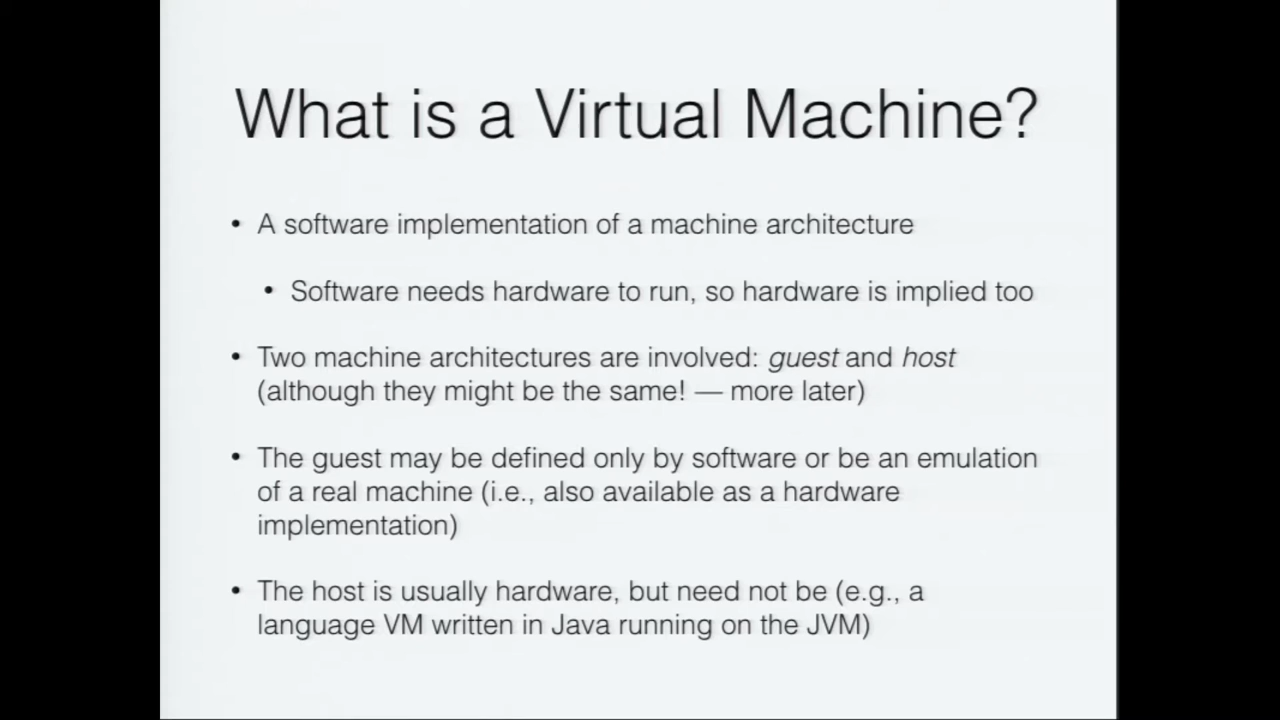 What is a Virtual Machine?
• A software implementation of a machine architecture
• Software needs hardware to run, so hardware is implied too
• Two machine architectures are involved: guest and host
(although they might be the same! — more later)
• The guest may be defined only by software or be an emulation
of a real machine (i.e., also available as a hardware
implementation)
• The host is usually hardware, but need not be (e.g., a
language VM written in Java running on the JVM)